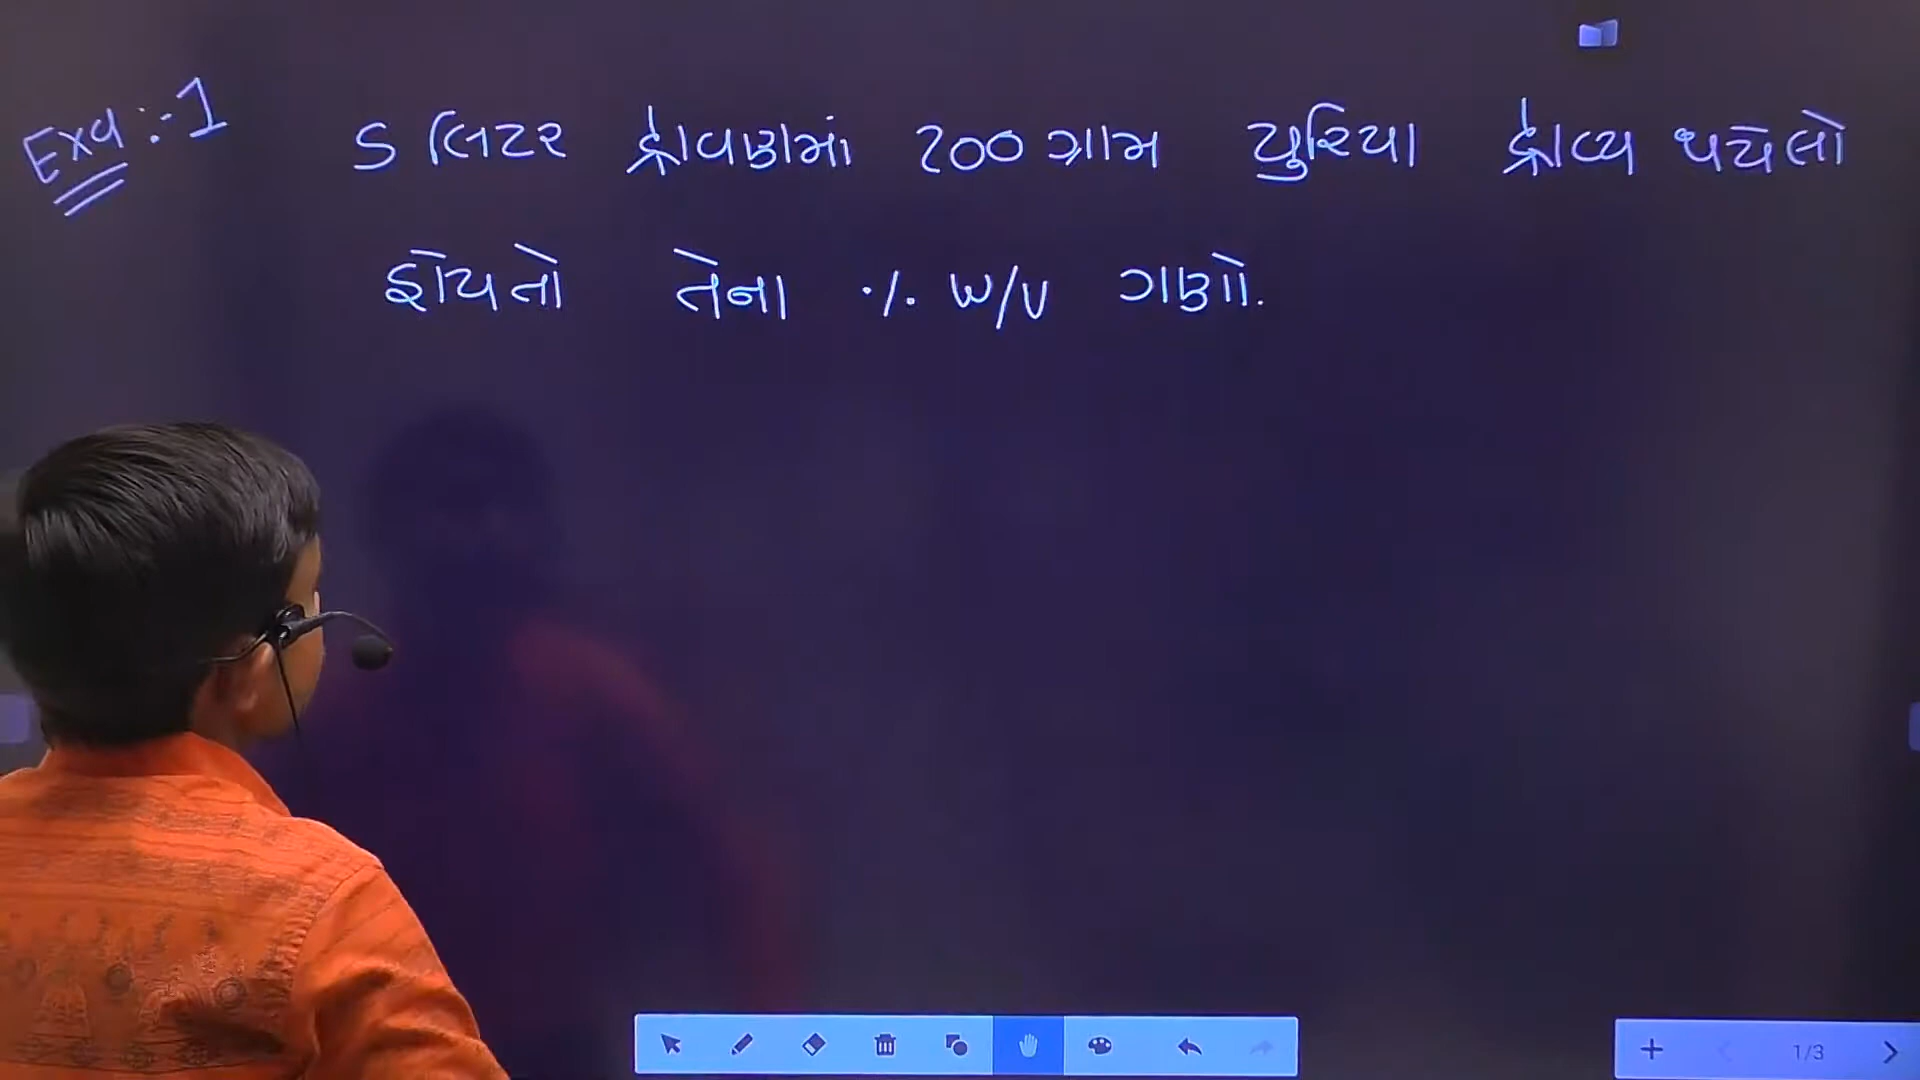 Exa :- 1 5 લિટર દ્રાવણમાં 200 ગ્રામ યુરિયા દ્રાવ્ય થયેલો
હોય તો તેના % w/v ગણો.
1/3